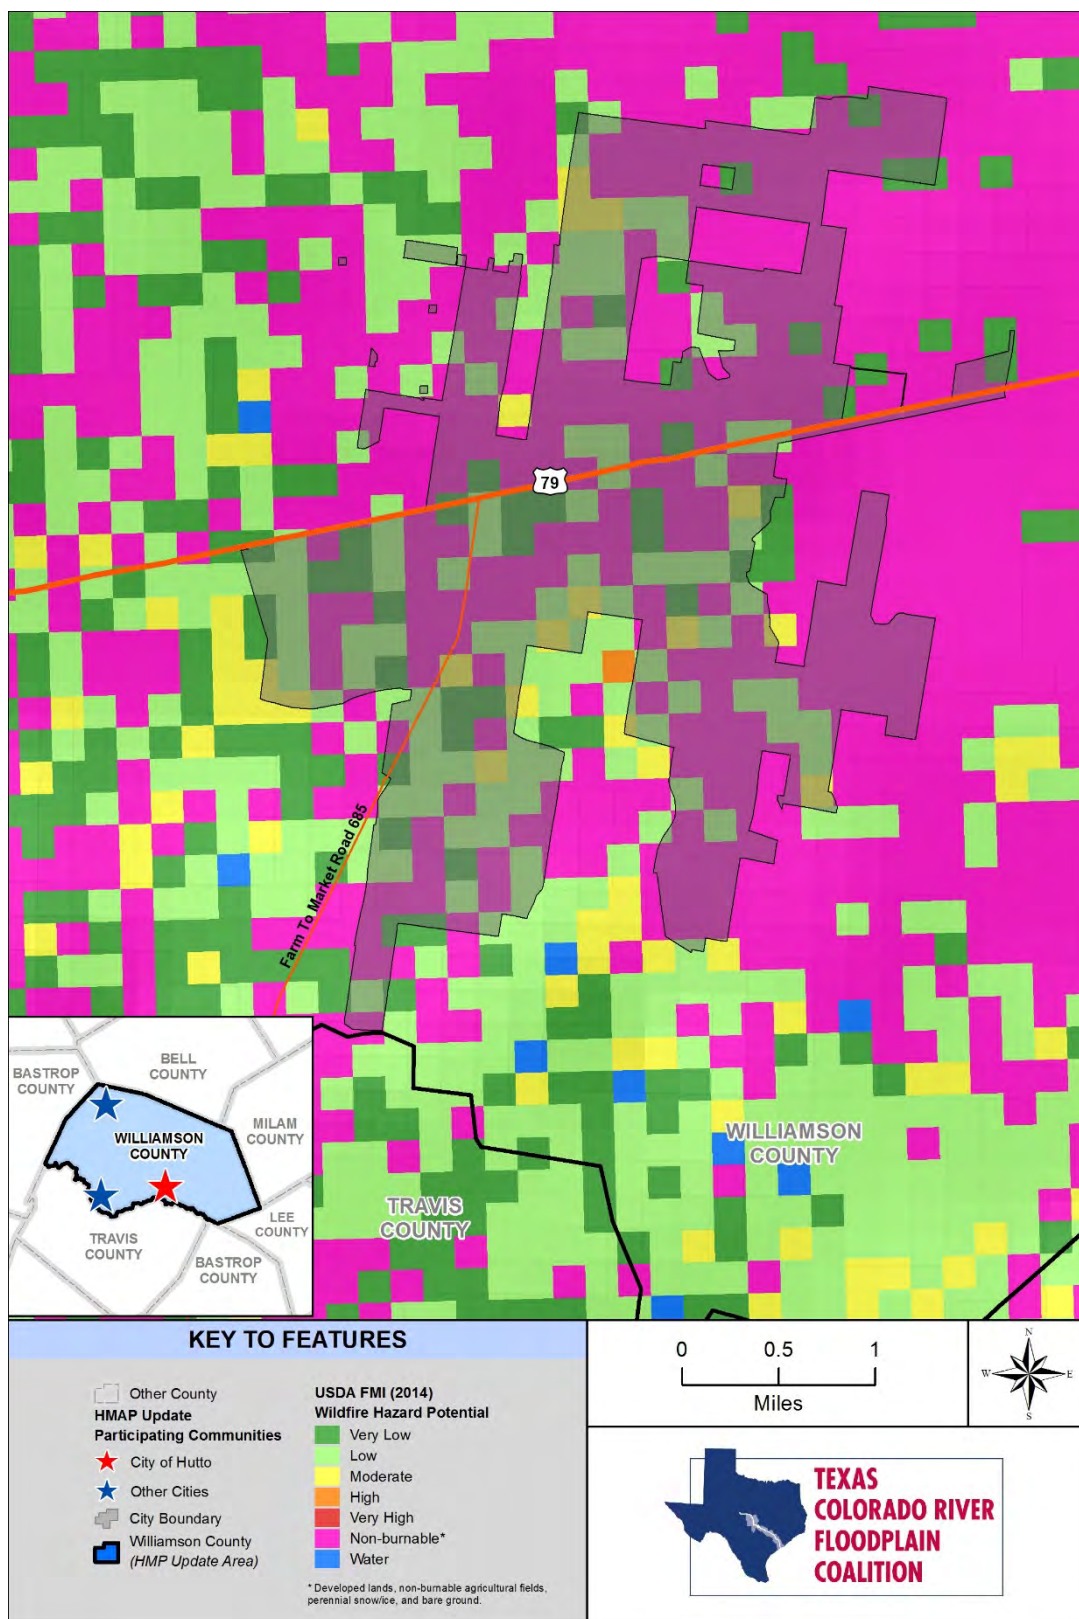 79
Farm To Market Road 685
WILLIAMSON
COUNTY
TRAVIS
COUNTY
BELL
COUNTY
BASTROP
COUNTY
WILLIAMSON
COUNTY
MILAM
COUNTY
LEE
COUNTY
TRAVIS
COUNTY
BASTROP
COUNTY
KEY TO FEATURES
Other County
HMAP Update
Participating Communities
City of Hutto
Other Cities
City Boundary
Williamson County
(HMP Update Area)
USDA FMI (2014)
Wildfire Hazard Potential
Very Low
Low
Moderate
High
Very High
Non-burnable*
Water
* Developed lands, non-burnable agricultural fields,
perennial snow/ice, and bare ground.
0 0.5 1
Miles
N
W E
S
TEXAS
COLORADO RIVER
FLOODPLAIN
COALITION